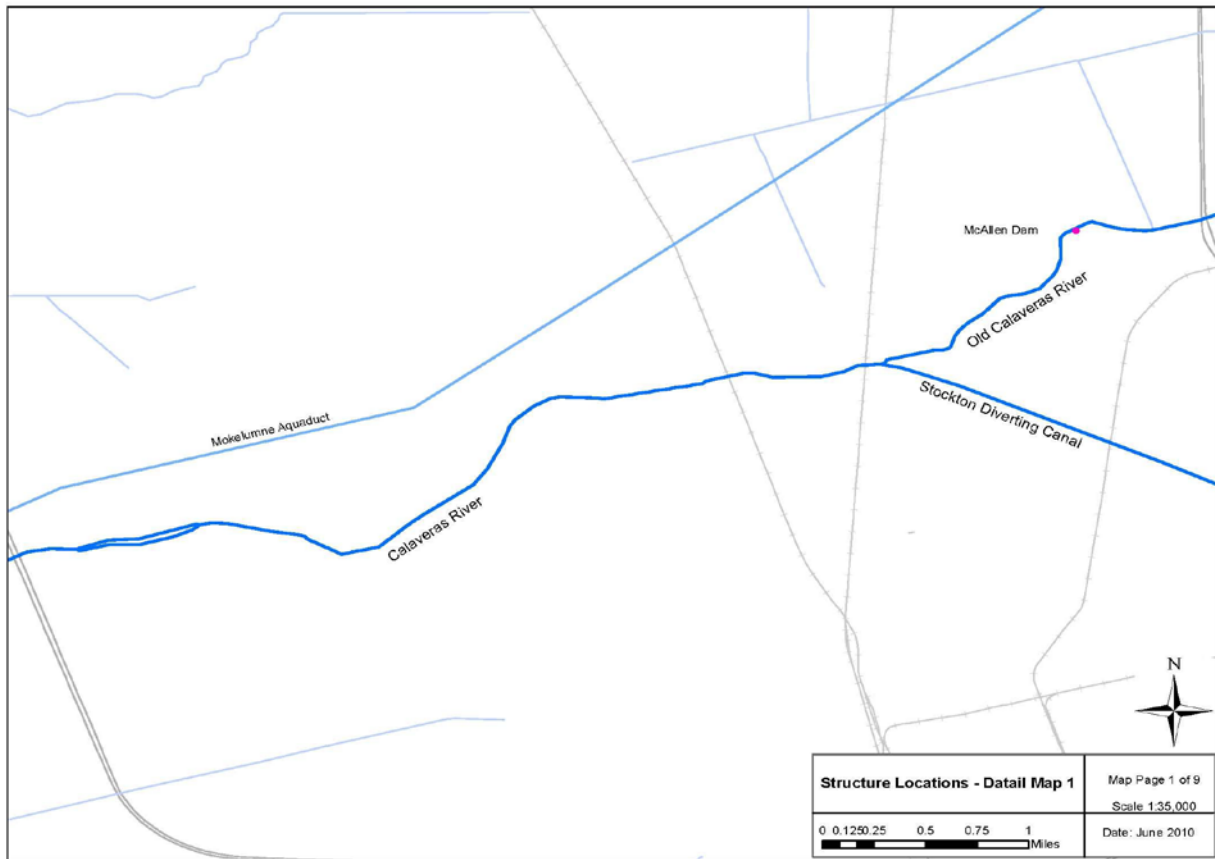 McAllen Dam
Old Calaveras River
Stockton Diverting Canal
Mokelumne Aquaduct
Calaveras River
N
Structure Locations - Datail Map 1
Map Page 1 of 9
Scale 1:35,000
0 0.1250.25 0.5 0.75 1
Miles
Date: June 2010